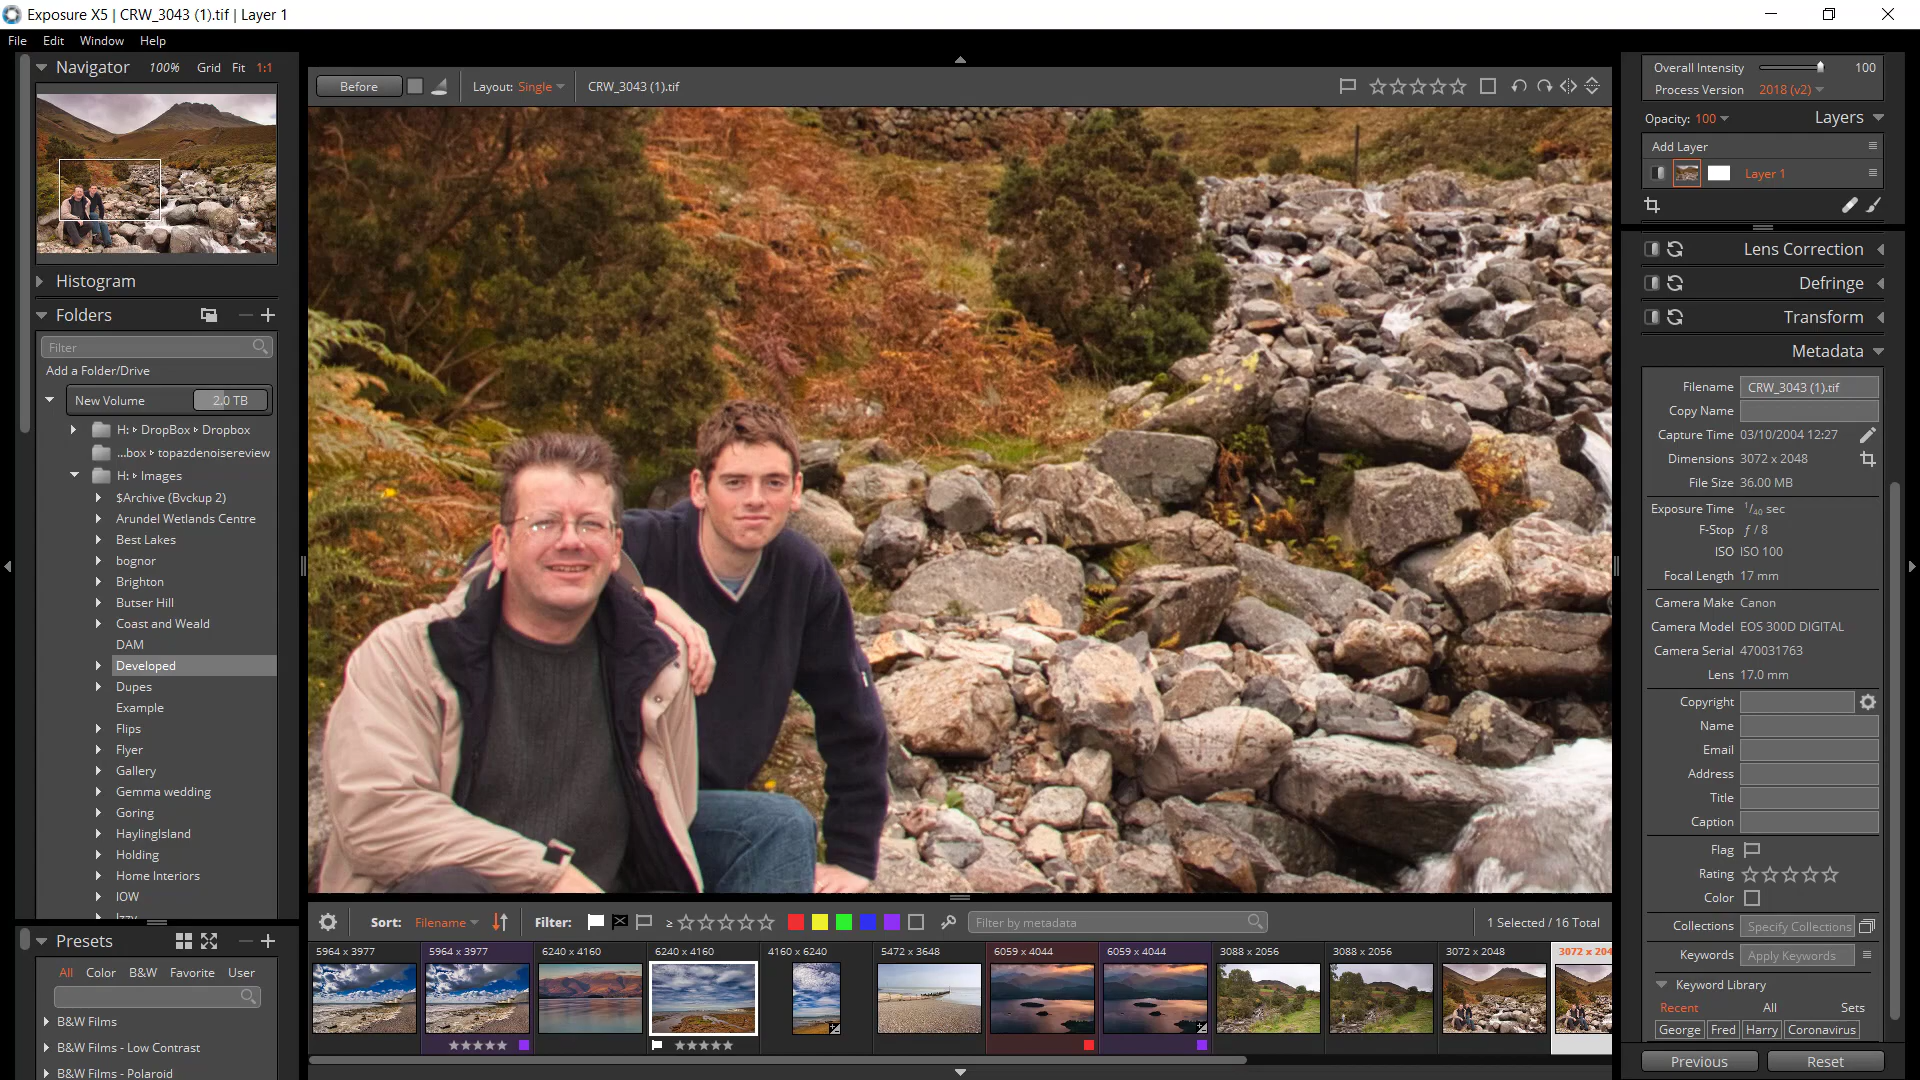 Exposure X5 | CRW_3043 (1).tif | Layer 1
File Edit Window Help
Navigator 100% Grid Fit 1:1
Histogram
Folders
Filter
Add a Folder/Drive
New Volume 2.0 TB
H: DropBox Dropbox
...box topazdenoisereview
H: Images
$Archive (Bvckup 2)
Arundel Wetlands Centre
Best Lakes
bognor
Brighton
Butser Hill
Coast and Weald
DAM
Developed
Dupes
Example
Flips
Flyer
Gallery
Gemma wedding
Goring
HaylingIsland
Holding
Home Interiors
IOW
Izzy
Presets
All Color B&W Favorite User
B&W Films
B&W Films - Low Contrast
B&W Films - Polaroid
Before Layout: Single CRW_3043 (1).tif
Sort: Filename Filter: ≥ Filter by metadata 1 Selected / 16 Total
5964 x 3977 5964 x 3977 6240 x 4160 6240 x 4160 4160 x 6240 5472 x 3648 6059 x 4044 6059 x 4044 3088 x 2056 3088 x 2056 3072 x 2048 3072 x 204
Overall Intensity 100
Process Version 2018 (v2)
Opacity: 100 Layers
Add Layer
Layer 1
Lens Correction
Defringe
Transform
Metadata
Filename CRW_3043 (1).tif
Copy Name
Capture Time 03/10/2004 12:27
Dimensions 3072 x 2048
File Size 36.00 MB
Exposure Time 1/40 sec
F-Stop ƒ / 8
ISO ISO 100
Focal Length 17 mm
Camera Make Canon
Camera Model EOS 300D DIGITAL
Camera Serial 470031763
Lens 17.0 mm
Copyright
Name
Email
Address
Title
Caption
Flag
Rating
Color
Collections Specify Collections
Keywords Apply Keywords
Keyword Library
Recent All Sets
George Fred Harry Coronavirus
Previous Reset